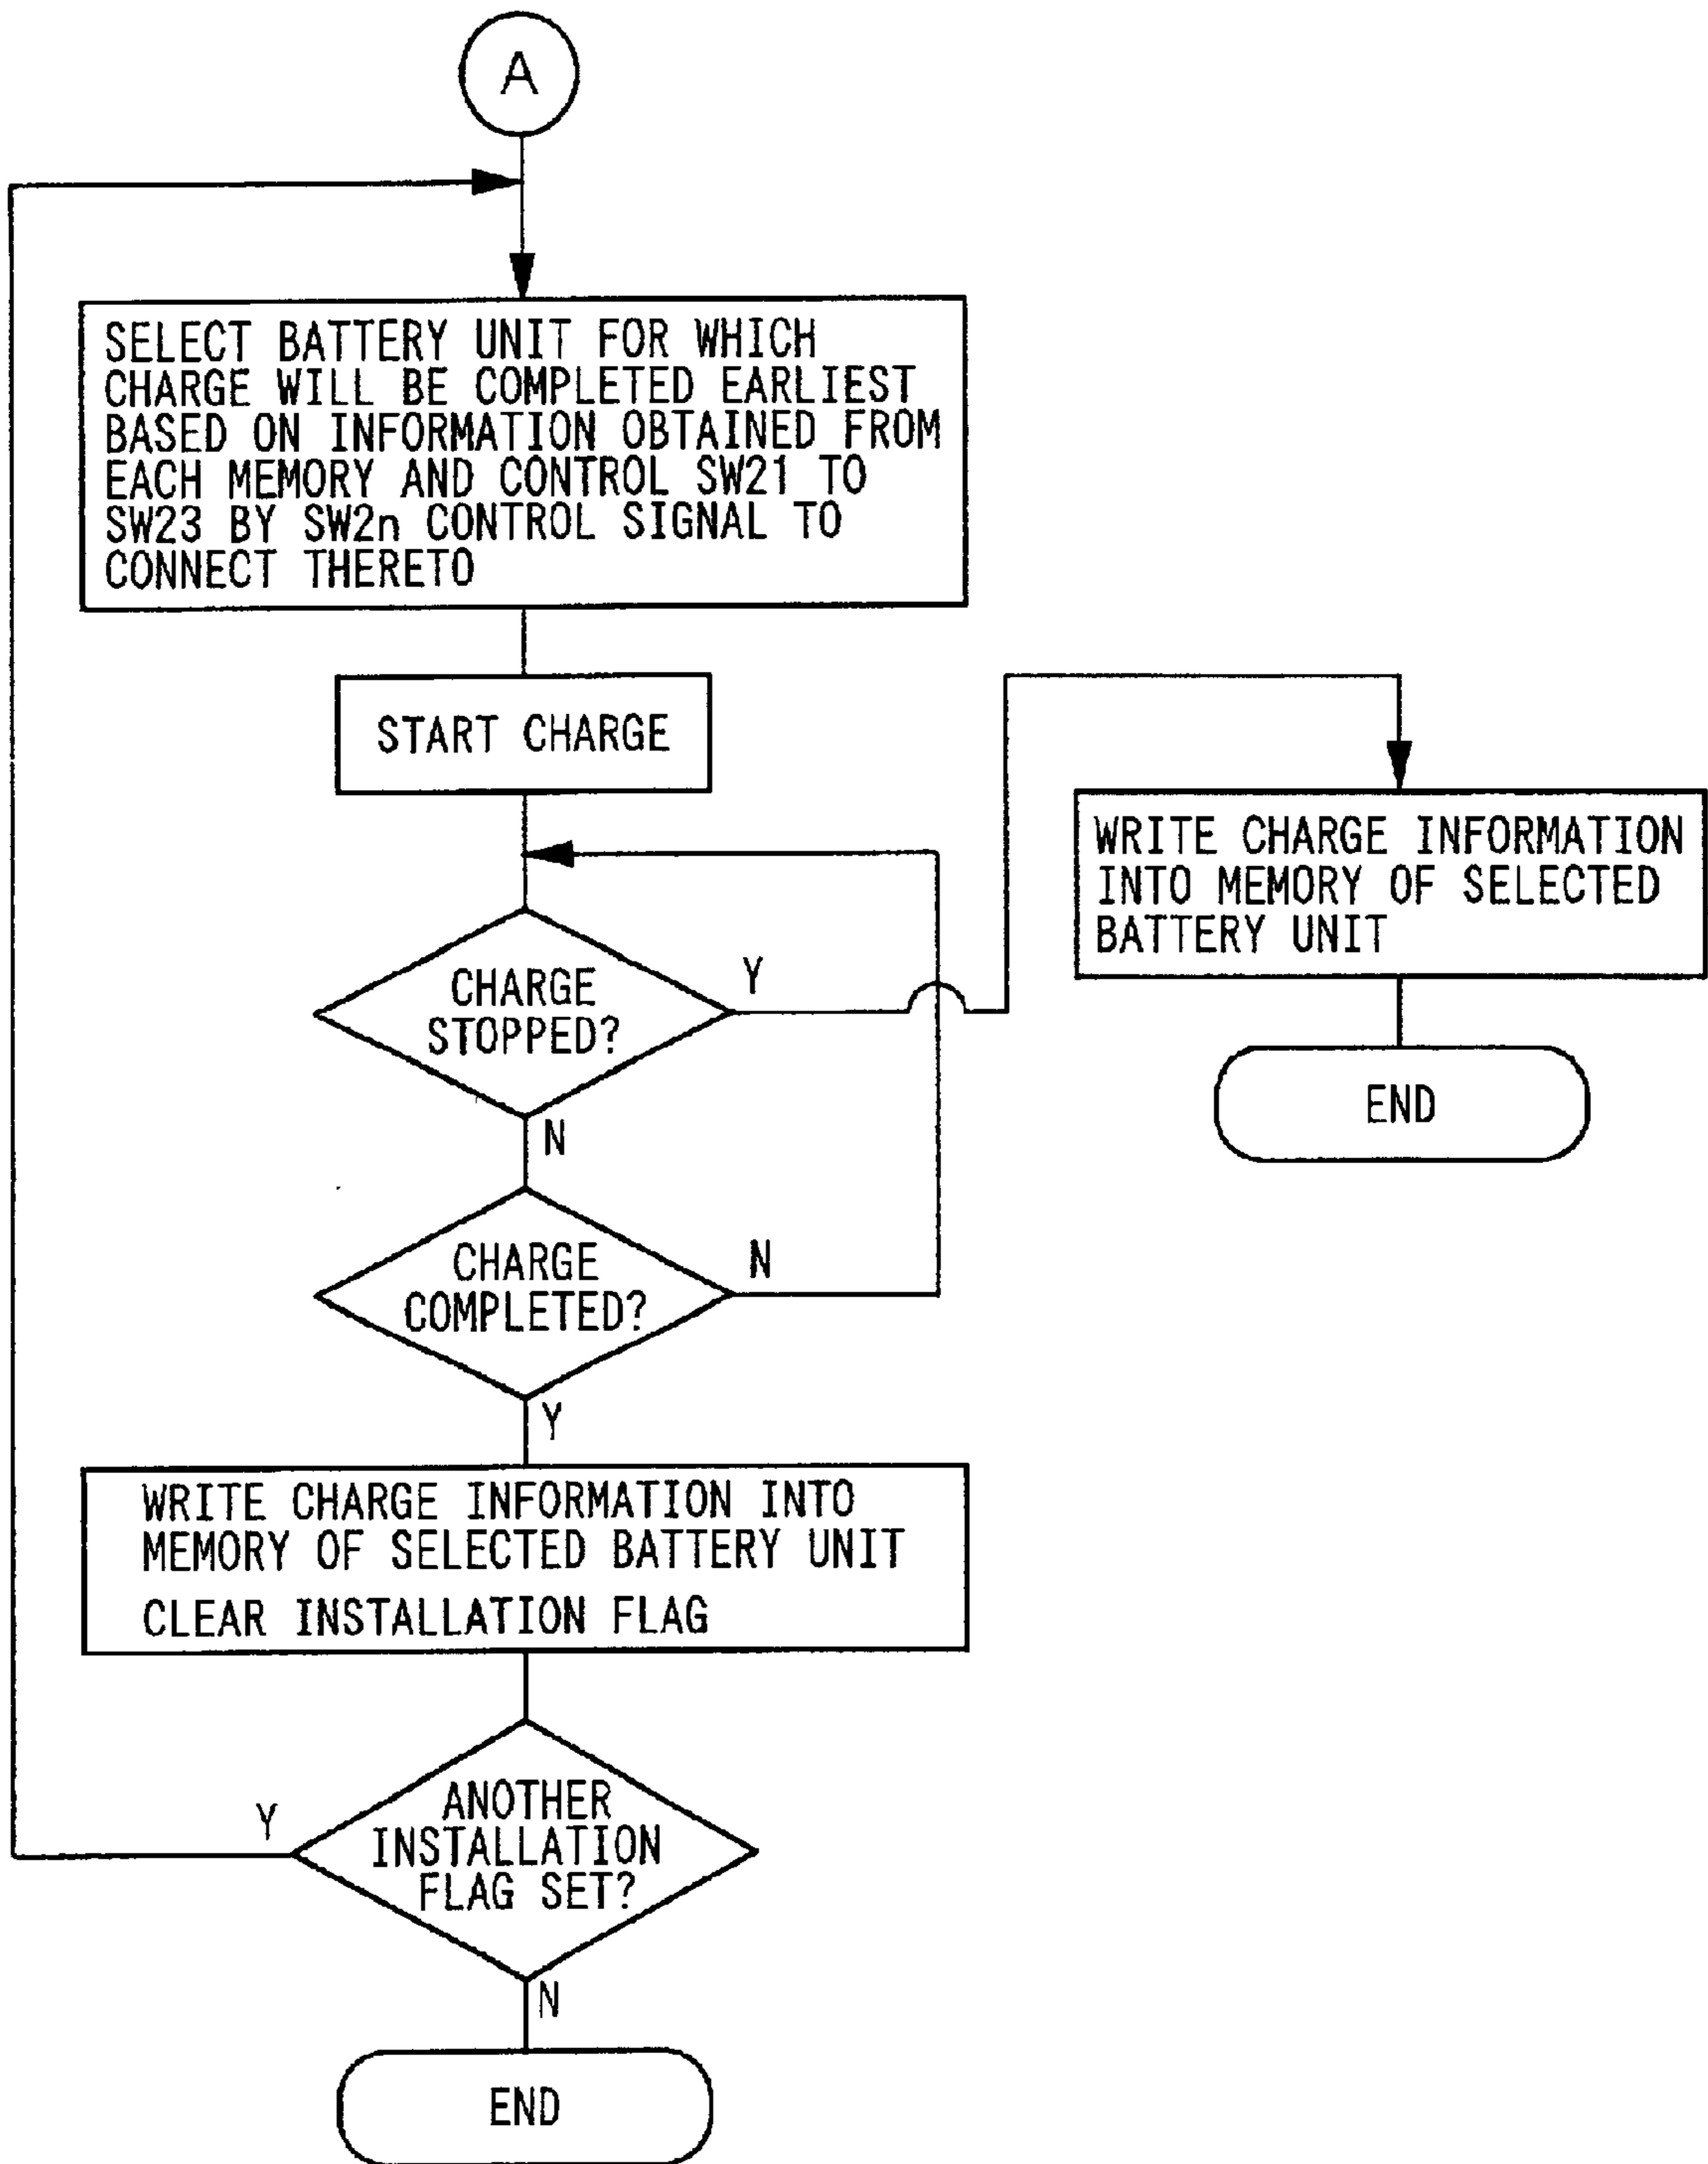 A
SELECT BATTERY UNIT FOR WHICH
CHARGE WILL BE COMPLETED EARLIEST
BASED ON INFORMATION OBTAINED FROM
EACH MEMORY AND CONTROL SW21 TO
SW23 BY SW2n CONTROL SIGNAL TO
CONNECT THERETO
START CHARGE
WRITE CHARGE INFORMATION
INTO MEMORY OF SELECTED
BATTERY UNIT
END
CHARGE
STOPPED?
Y
N
CHARGE
COMPLETED?
N
Y
WRITE CHARGE INFORMATION INTO
MEMORY OF SELECTED BATTERY UNIT
CLEAR INSTALLATION FLAG
ANOTHER
INSTALLATION
FLAG SET?
Y
N
END